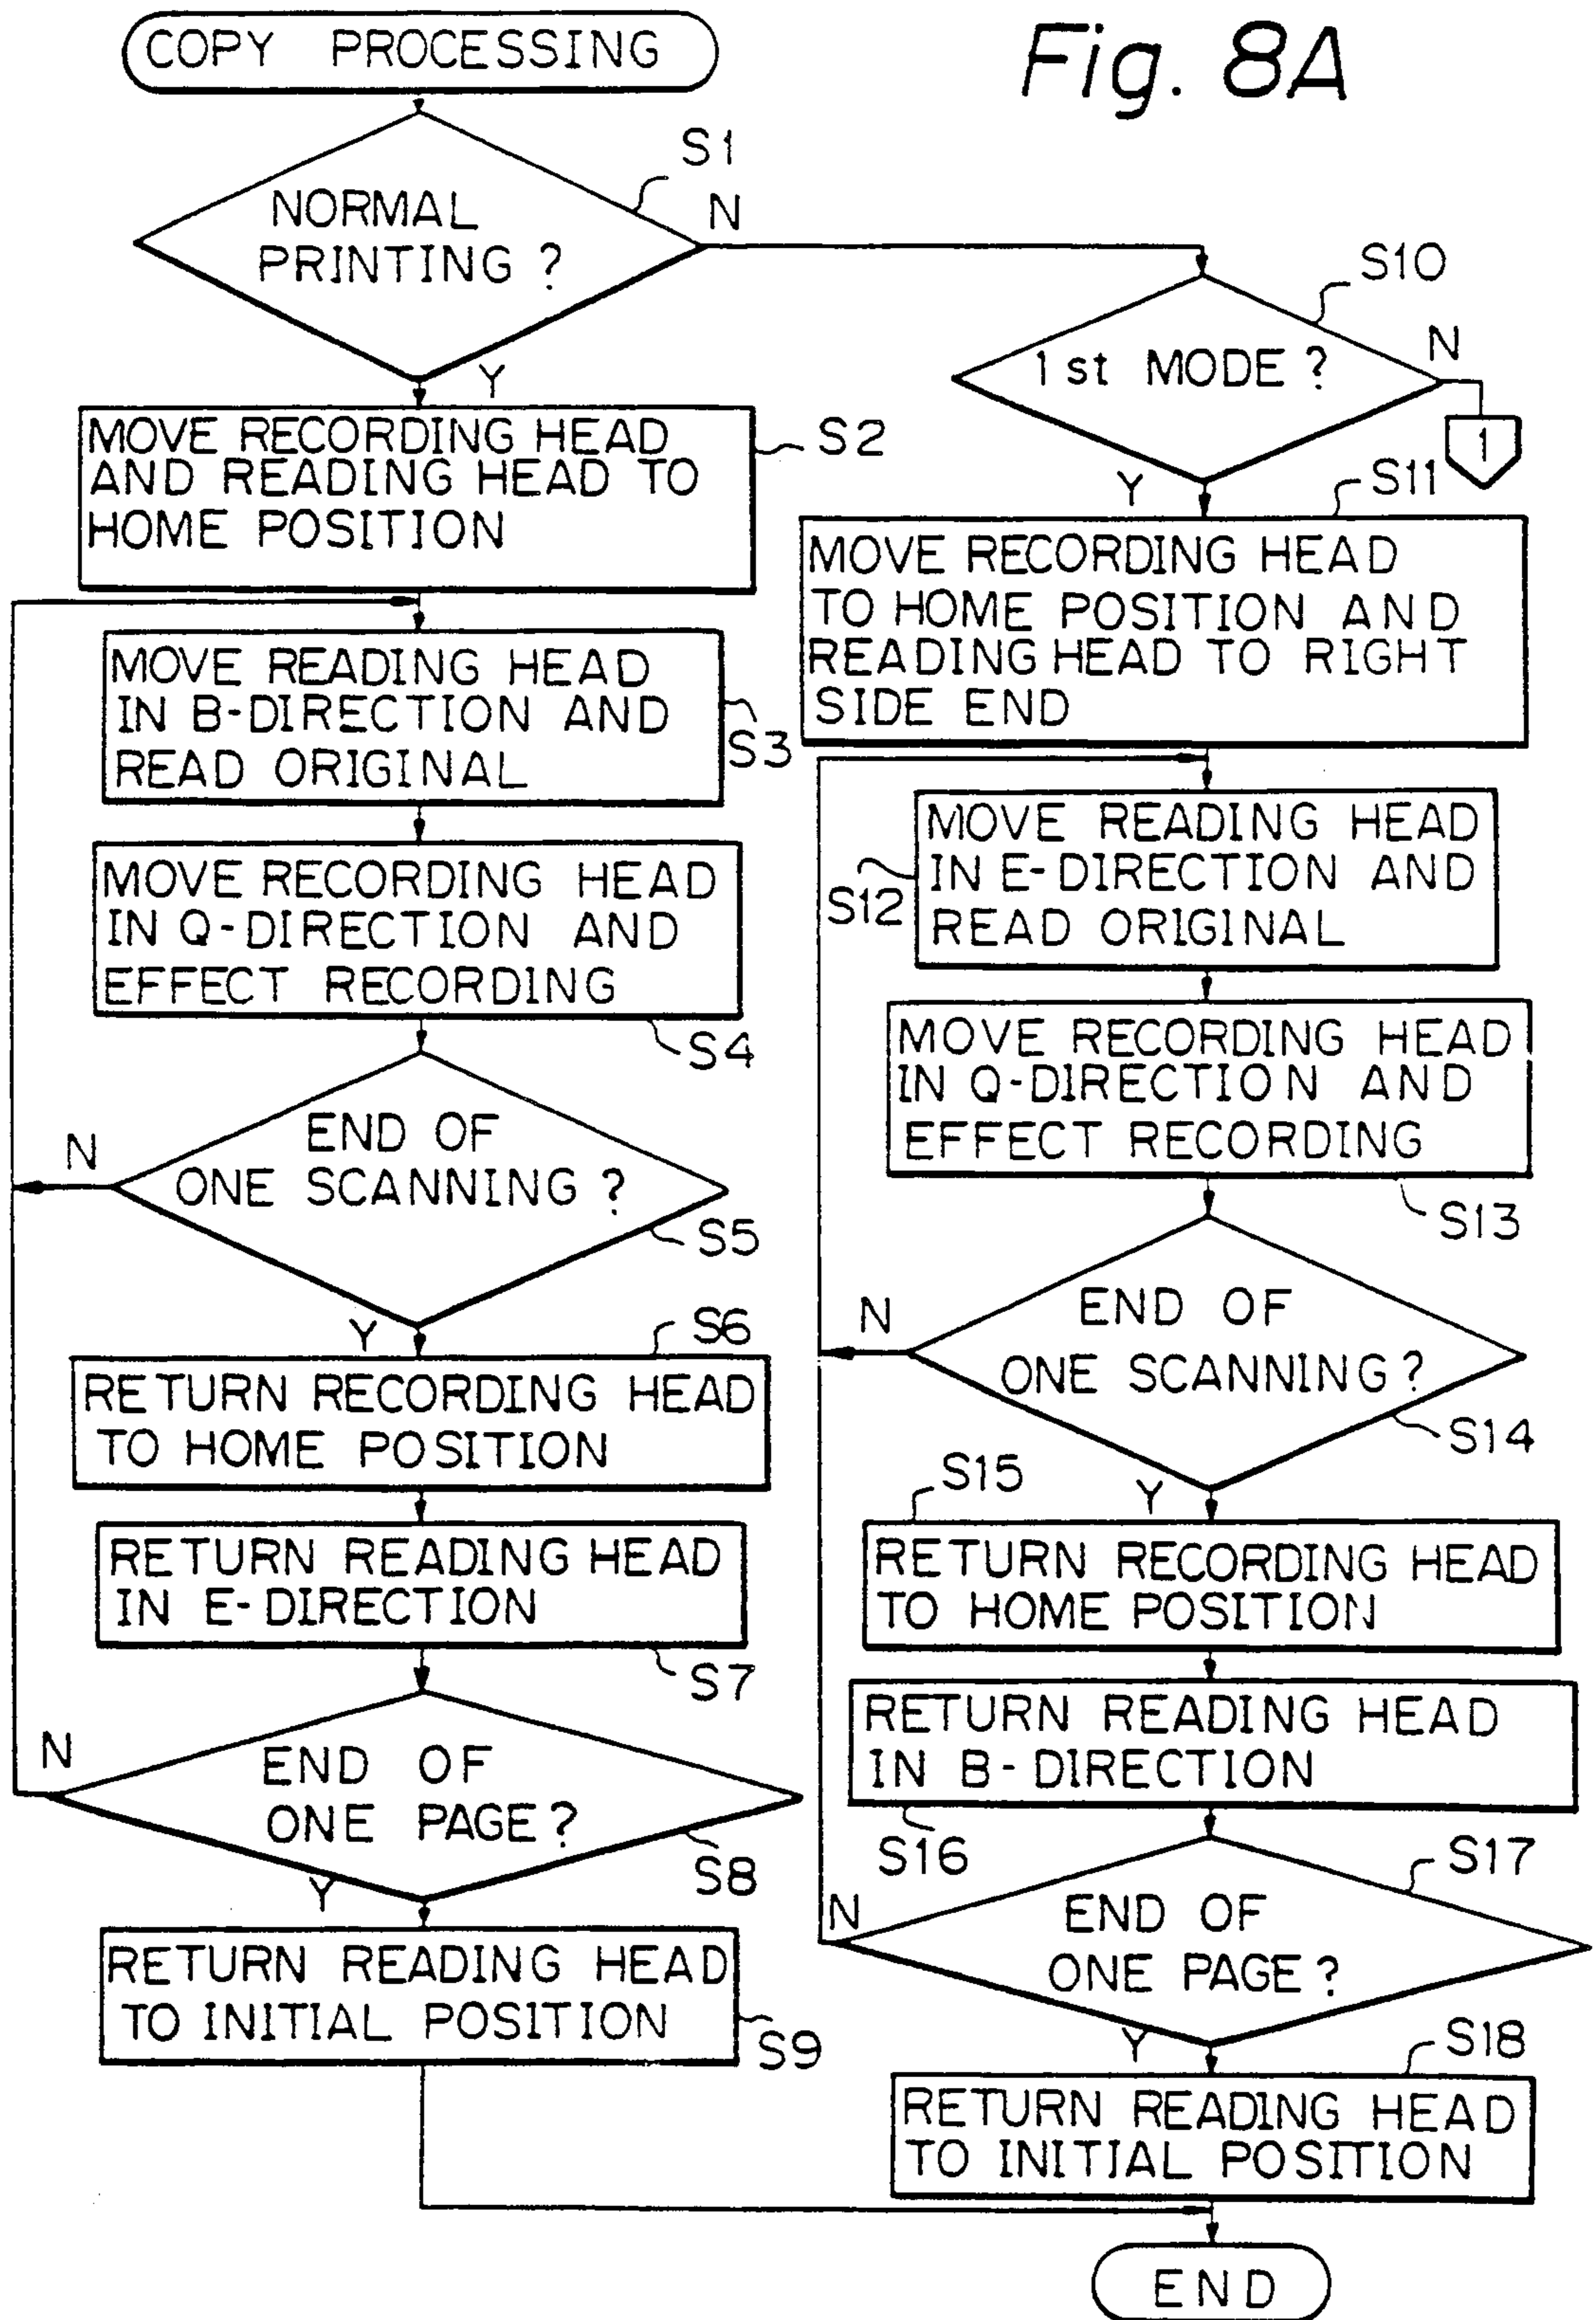 Fig. 8A
COPY PROCESSING
S1
NORMAL
PRINTING ?
N
Y
S2
MOVE RECORDING HEAD
AND READING HEAD TO
HOME POSITION
MOVE READING HEAD
IN B-DIRECTION AND
READ ORIGINAL
S3
MOVE RECORDING HEAD
IN Q-DIRECTION AND
EFFECT RECORDING
S4
END OF
ONE SCANNING ?
N
S5
Y
S6
RETURN RECORDING HEAD
TO HOME POSITION
RETURN READING HEAD
IN E-DIRECTION
S7
N
END OF
ONE PAGE ?
S8
Y
RETURN READING HEAD
TO INITIAL POSITION
S9
S10
1st MODE ?
N
1
Y
S11
MOVE RECORDING HEAD
TO HOME POSITION AND
READING HEAD TO RIGHT
SIDE END
MOVE READING HEAD
IN E-DIRECTION AND
READ ORIGINAL
S12
MOVE RECORDING HEAD
IN Q-DIRECTION AND
EFFECT RECORDING
S13
END OF
ONE SCANNING ?
N
S14
Y
S15
RETURN RECORDING HEAD
TO HOME POSITION
RETURN READING HEAD
IN B-DIRECTION
S16
S17
N
END OF
ONE PAGE ?
Y
S18
RETURN READING HEAD
TO INITIAL POSITION
END